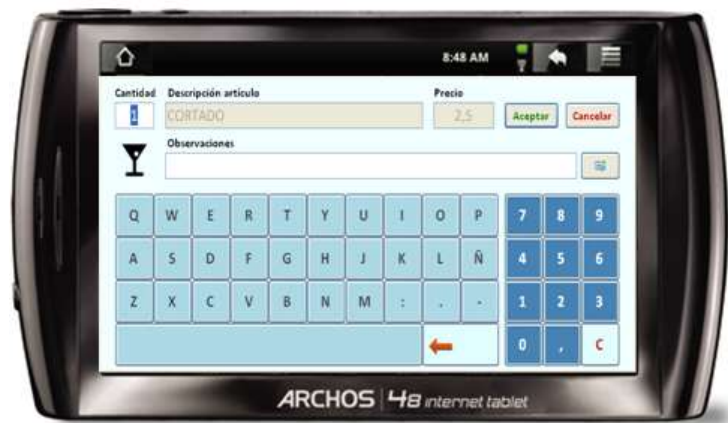 8:48 AM
Cantidad Descripción artículo Precio
1 CORTADO 2,5 Aceptar Cancelar
Observaciones
Q W E R T Y U I O P 7 8 9
A S D F G H J K L Ñ 4 5 6
Z X C V B N M : . - 1 2 3
0 , C
ARCHOS 48 internet tablet